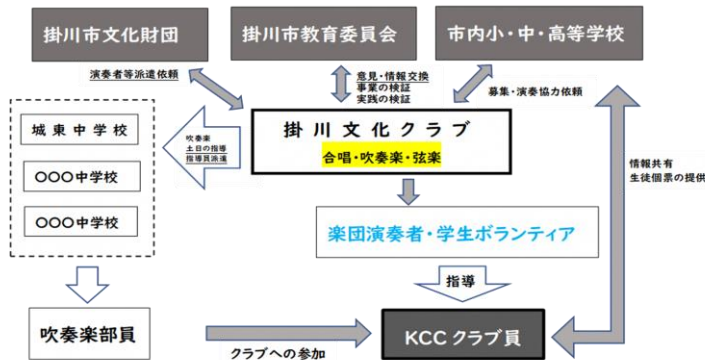 掛川市文化財団
掛川市教育委員会
市内小・中・高等学校
演奏者等派遣依頼
意見・情報交換
事業の検証
実践の検証
募集・演奏協力依頼
掛川文化クラブ
合唱・吹奏楽・弦楽
吹奏楽
土日の指導
指導員派遣
城東中学校
〇〇〇中学校
〇〇〇中学校
情報共有
生徒個票の提供
楽団演奏者・学生ボランティア
指導
吹奏楽部員
クラブへの参加
KCCクラブ員